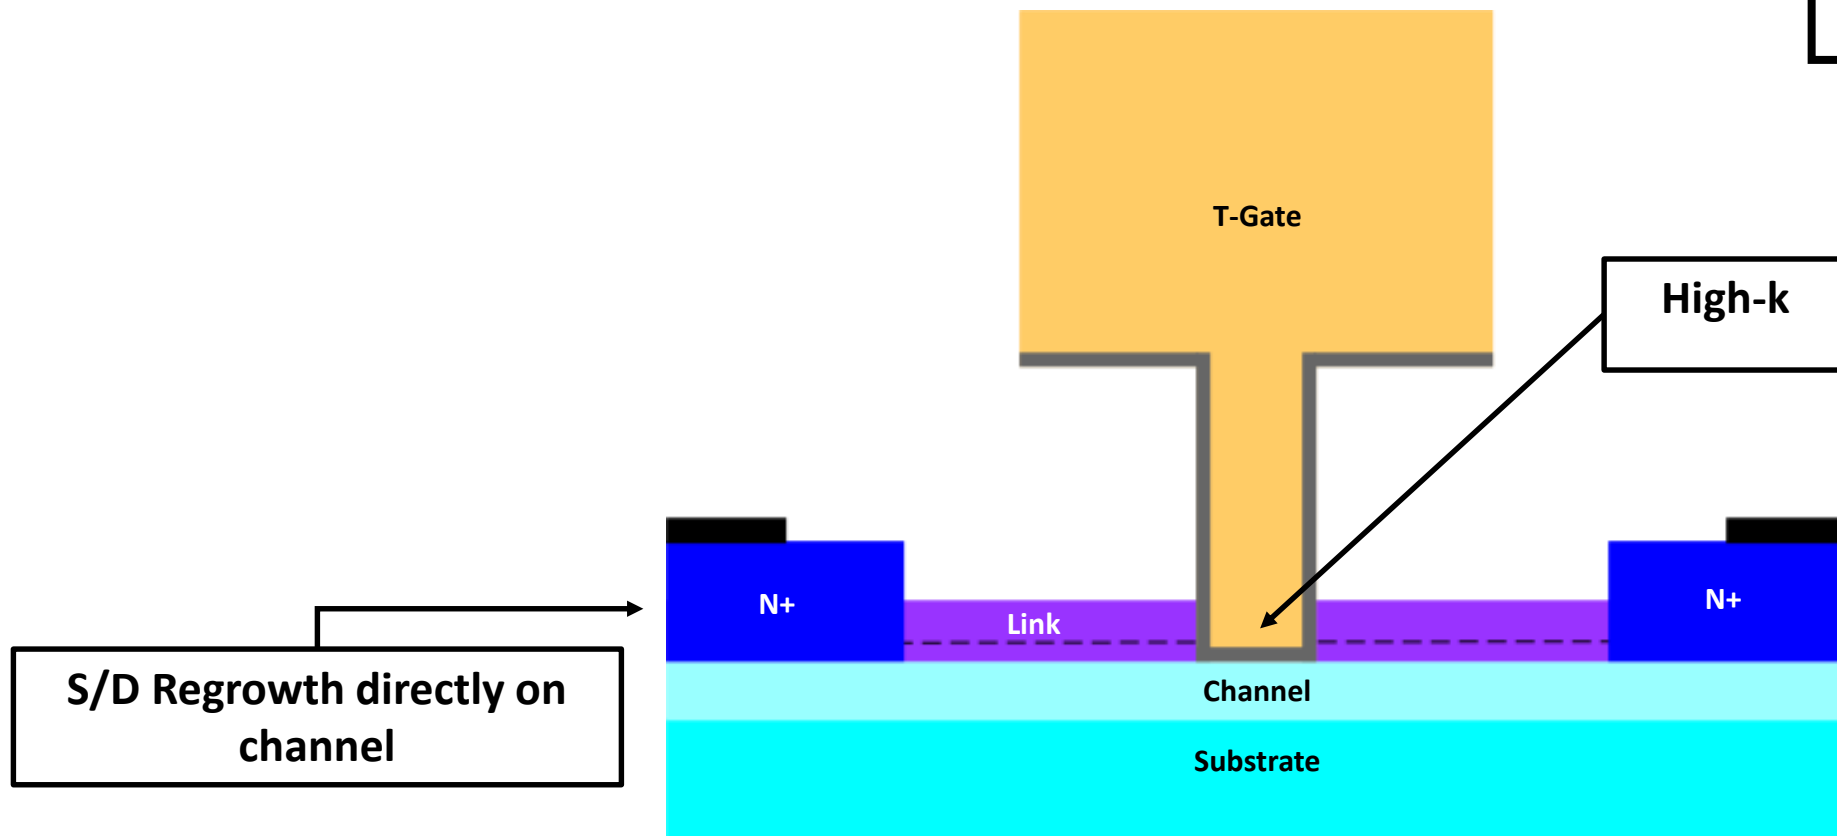 T-Gate
High-k
N+
Link
N+
S/D Regrowth directly on
channel
Channel
Substrate